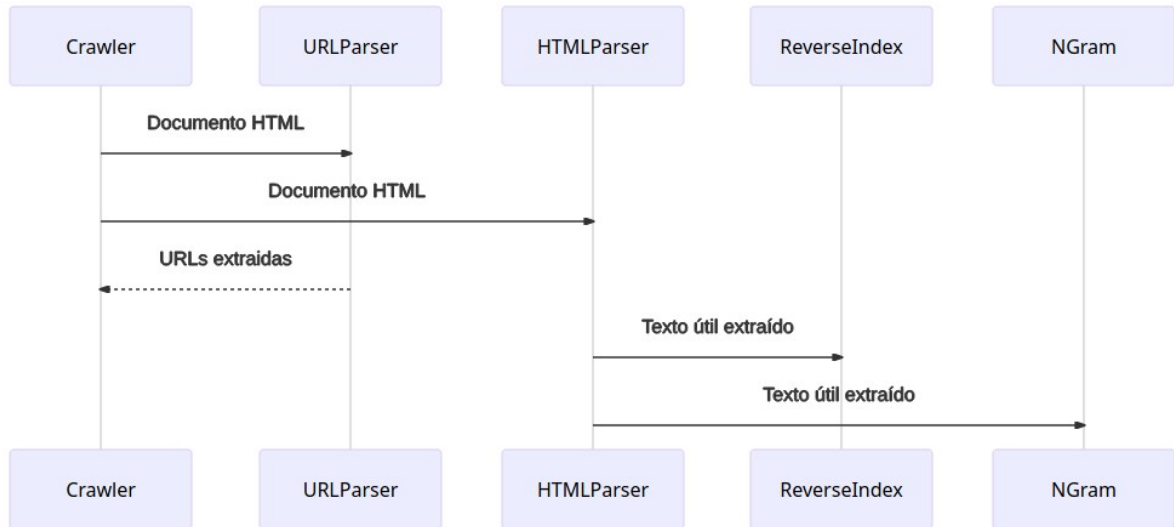 Crawler
URLParser
HTMLParser
ReverseIndex
NGram
Documento HTML
Documento HTML
URLs extraidas
Texto útil extraído
Texto útil extraído
Crawler
URLParser
HTMLParser
ReverseIndex
NGram